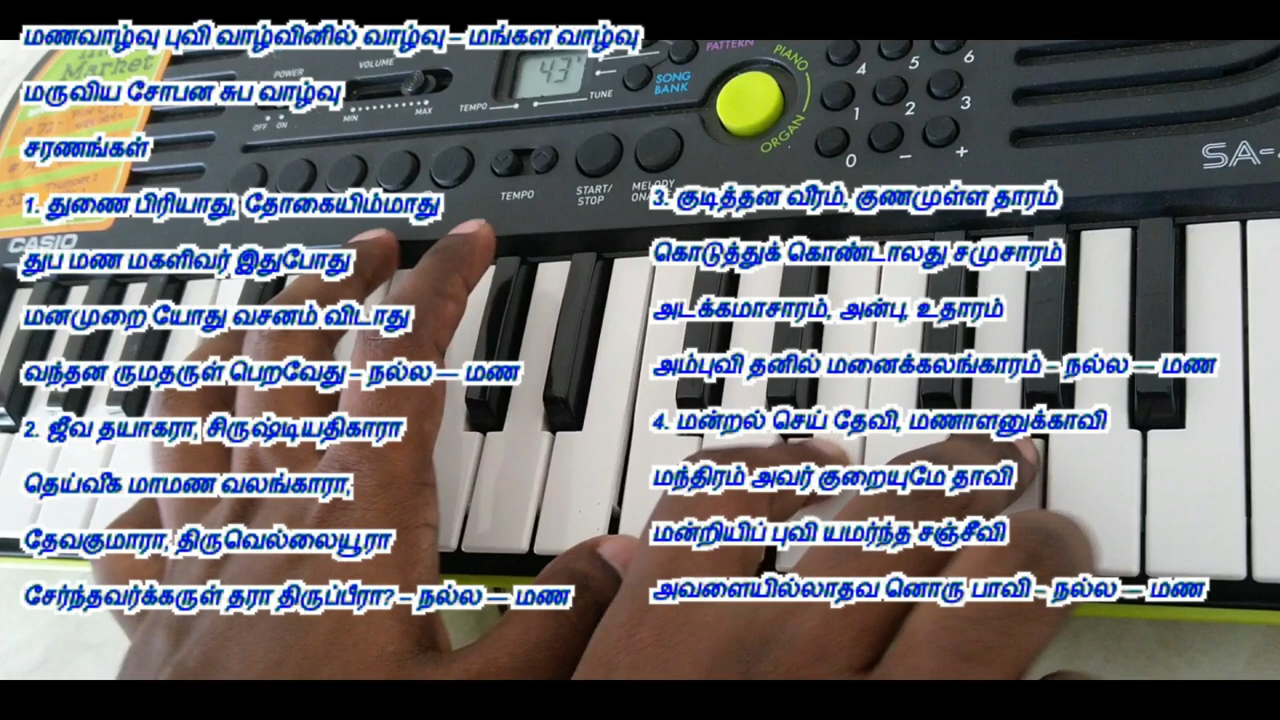 மணவாழ்வு புவி வாழ்வினில் வாழ்வு – மங்கள வாழ்வு
மருவிய சோபன சுப வாழ்வு
சரணங்கள்
1. துணை பிரியாது, தோகையிம்மாது
துப மண மகளிவர் இதுபோது
மனமுறை யோது வசனம் விடாது
வந்தன ருமதருள் பெறவேது – நல்ல — மண
2. ஜீவ தயாகரா, சிருஷ்டியதிகாரா
தெய்வீக மாமண வலங்காரா,
தேவகுமாரா, திருவெல்லையூரா
சேர்ந்தவர்க்கருள் தரா திருப்பீரா? – நல்ல — மண
3. குடித்தன வீரம், குணமுள்ள தாரம்
கொடுத்துக் கொண்டாலது சமுசாரம்
அடக்கமாசாரம், அன்பு, உதாரம்
அம்புவி தனில் மனைக்கலங்காரம் – நல்ல — மண
4. மன்றல் செய் தேவி, மணாளனுக்காவி
மந்திரம் அவர் குறையுமே தாவி
மன்றியிப் புவி யமர்ந்த சஞ்சீவி
அவளையில்லாதவ னொரு பாவி – நல்ல — மண
Market
POWER
OFF ON
VOLUME
MIN MAX
43
TEMPO
TUNE
PATTERN
SONG BANK
PIANO
ORGAN
4 5 6
1 2 3
0 − +
TEMPO
START/STOP
MELODY
SA-
CASIO